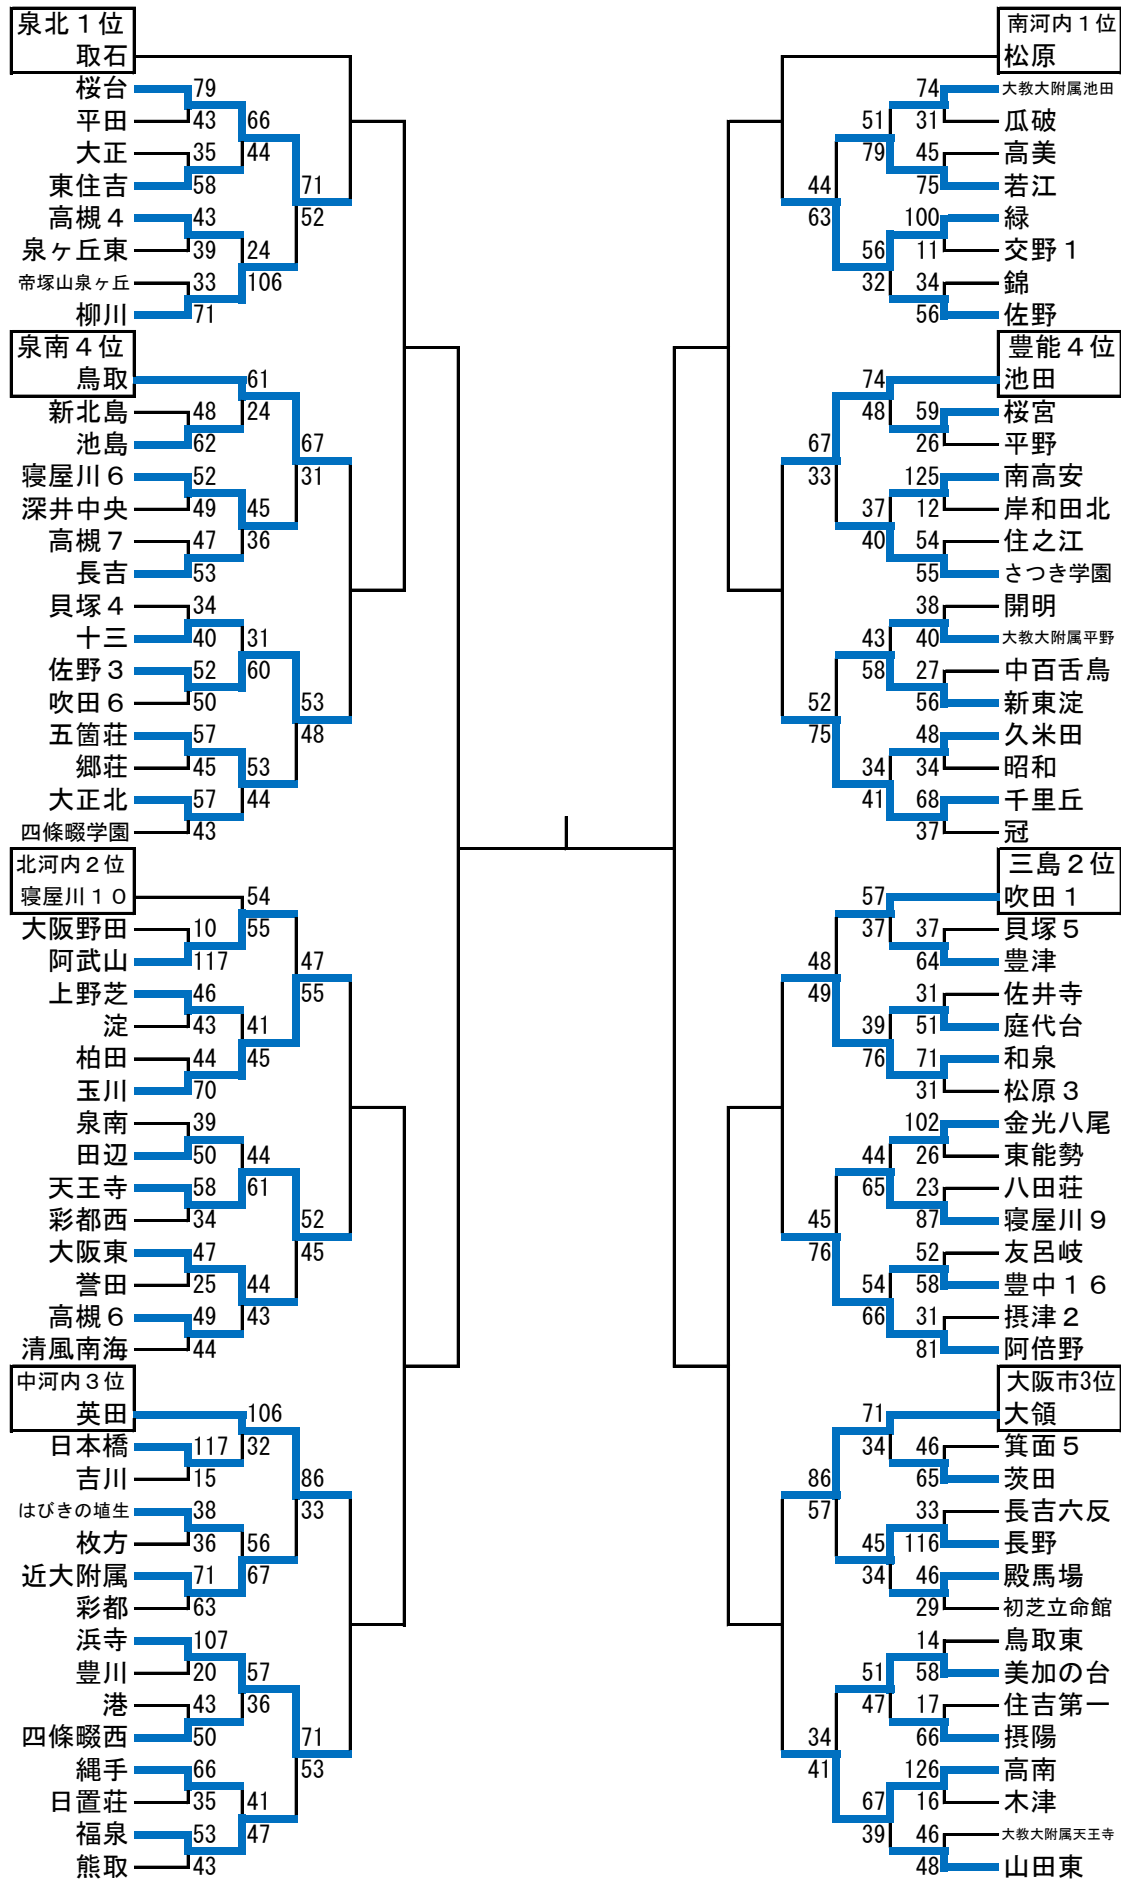 泉北１位
取石
桜台 79
平田 43 66
大正 35 44
東住吉 58 71
高槻４ 43 52
泉ヶ丘東 39 24
帝塚山泉ヶ丘 33 106
柳川 71
泉南４位
鳥取 61
新北島 48 24
池島 62 67
寝屋川６ 52 31
深井中央 49 45
高槻７ 47 36
長吉 53
貝塚４ 34
十三 40 31
佐野３ 52 60
吹田６ 50 53
五箇荘 57 48
郷荘 45 53
大正北 57 44
四條畷学園 43
北河内２位
寝屋川１０ 54
大阪野田 10 55
阿武山 117 47
上野芝 46 55
淀 43 41
柏田 44 45
玉川 70
泉南 39
田辺 50 44
天王寺 58 61
彩都西 34 52
大阪東 47 45
誉田 25 44
高槻６ 49 43
清風南海 44
中河内３位
英田 106
日本橋 117 32
吉川 15 86
はびきの埴生 38 33
枚方 36 56
近大附属 71 67
彩都 63
浜寺 107
豊川 20 57
港 43 36
四條畷西 50 71
縄手 66 53
日置荘 35 41
福泉 53 47
熊取 43
南河内１位
松原
74 大教大附属池田
51 31 瓜破
79 45 高美
44 75 若江
63 100 緑
56 11 交野１
32 34 錦
56 佐野
豊能４位
74 池田
48 59 桜宮
67 26 平野
33 125 南高安
37 12 岸和田北
40 54 住之江
55 さつき学園
38 開明
43 40 大教大附属平野
58 27 中百舌鳥
52 56 新東淀
75 48 久米田
34 34 昭和
41 68 千里丘
37 冠
三島２位
57 吹田１
37 37 貝塚５
48 64 豊津
49 31 佐井寺
39 51 庭代台
76 71 和泉
31 松原３
102 金光八尾
44 26 東能勢
65 23 八田荘
45 87 寝屋川９
76 52 友呂岐
54 58 豊中１６
66 31 摂津２
81 阿倍野
大阪市3位
71 大領
34 46 箕面５
86 65 茨田
57 33 長吉六反
45 116 長野
34 46 殿馬場
29 初芝立命館
14 鳥取東
51 58 美加の台
47 17 住吉第一
34 66 摂陽
41 126 高南
67 16 木津
39 46 大教大附属天王寺
48 山田東